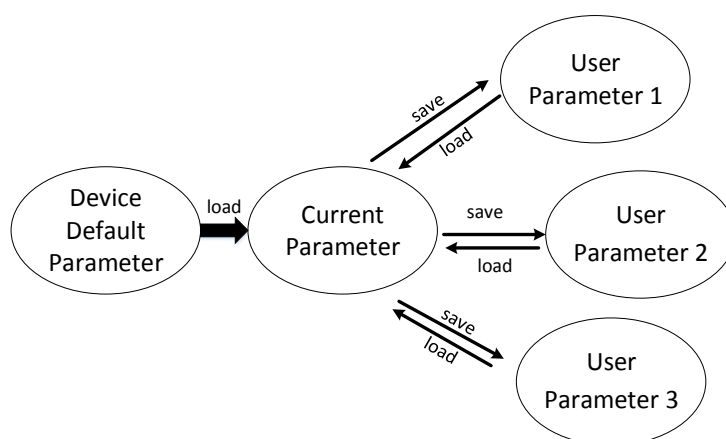 User
Parameter 1
save
load
Device
Default
Parameter
load
Current
Parameter
save
load
User
Parameter 2
save
load
User
Parameter 3